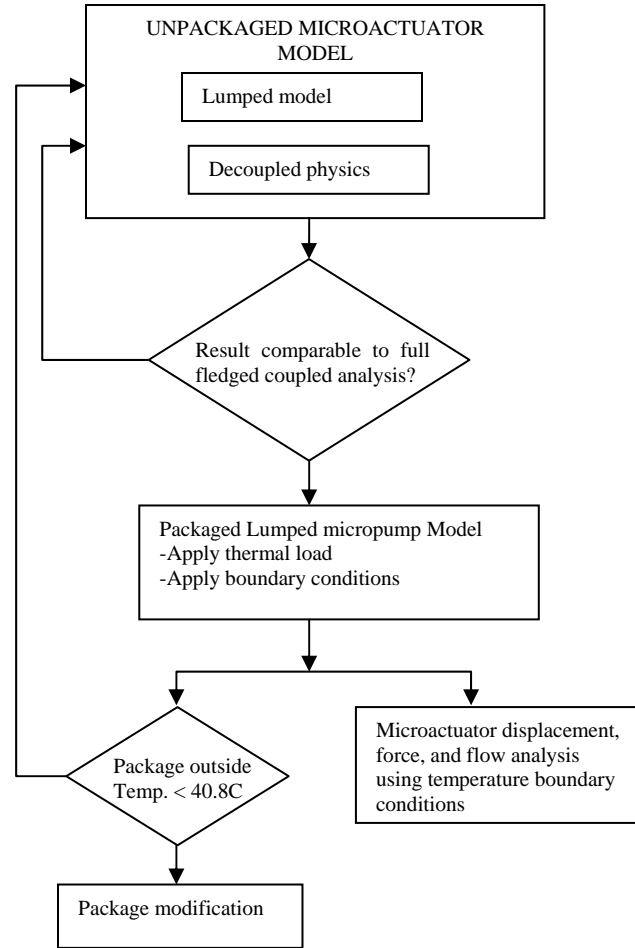 UNPACKAGED MICROACTUATOR
MODEL
Lumped model
Decoupled physics
Result comparable to full
fledged coupled analysis?
Packaged Lumped micropump Model
-Apply thermal load
-Apply boundary conditions
Package outside
Temp. < 40.8C
Microactuator displacement,
force, and flow analysis
using temperature boundary
conditions
Package modification